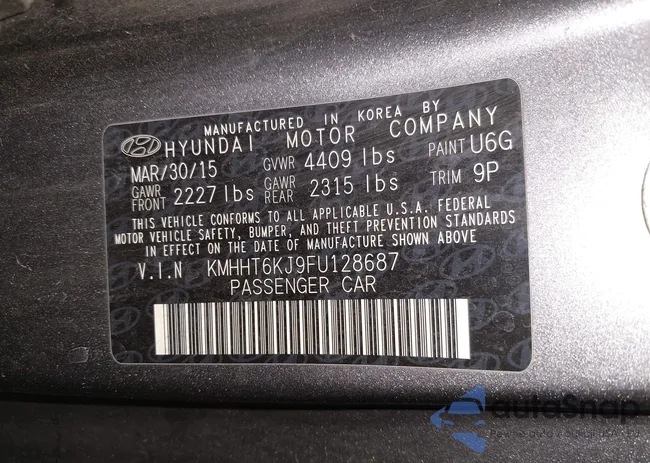 MANUFACTURED IN KOREA BY
HYUNDAI MOTOR COMPANY
MAR/30/15 GVWR 4409 lbs PAINT U6G
GAWR FRONT 2227 lbs GAWR REAR 2315 lbs TRIM 9P
THIS VEHICLE CONFORMS TO ALL APPLICABLE U.S.A. FEDERAL
MOTOR VEHICLE SAFETY, BUMPER, AND THEFT PREVENTION STANDARDS
IN EFFECT ON THE DATE OF MANUFACTURE SHOWN ABOVE
V.I.N KMHHT6KJ9FU128687
PASSENGER CAR
autoSnap